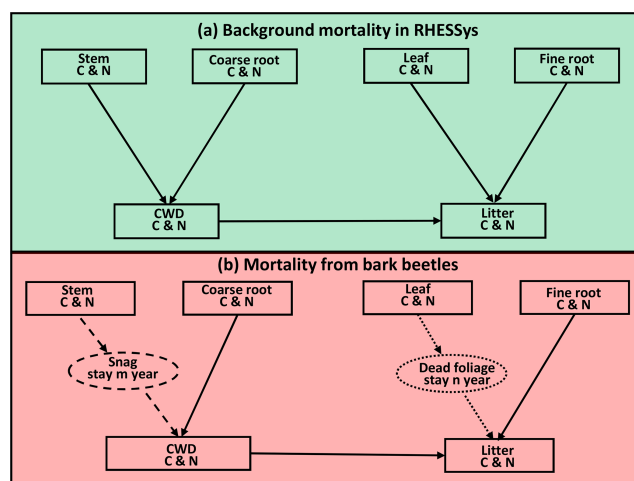 (a) Background mortality in RHESSys
Stem
C & N
Coarse root
C & N
Leaf
C & N
Fine root
C & N
CWD
C & N
Litter
C & N
(b) Mortality from bark beetles
Stem
C & N
Coarse root
C & N
Leaf
C & N
Fine root
C & N
Snag
stay m year
Dead foliage
stay n year
CWD
C & N
Litter
C & N